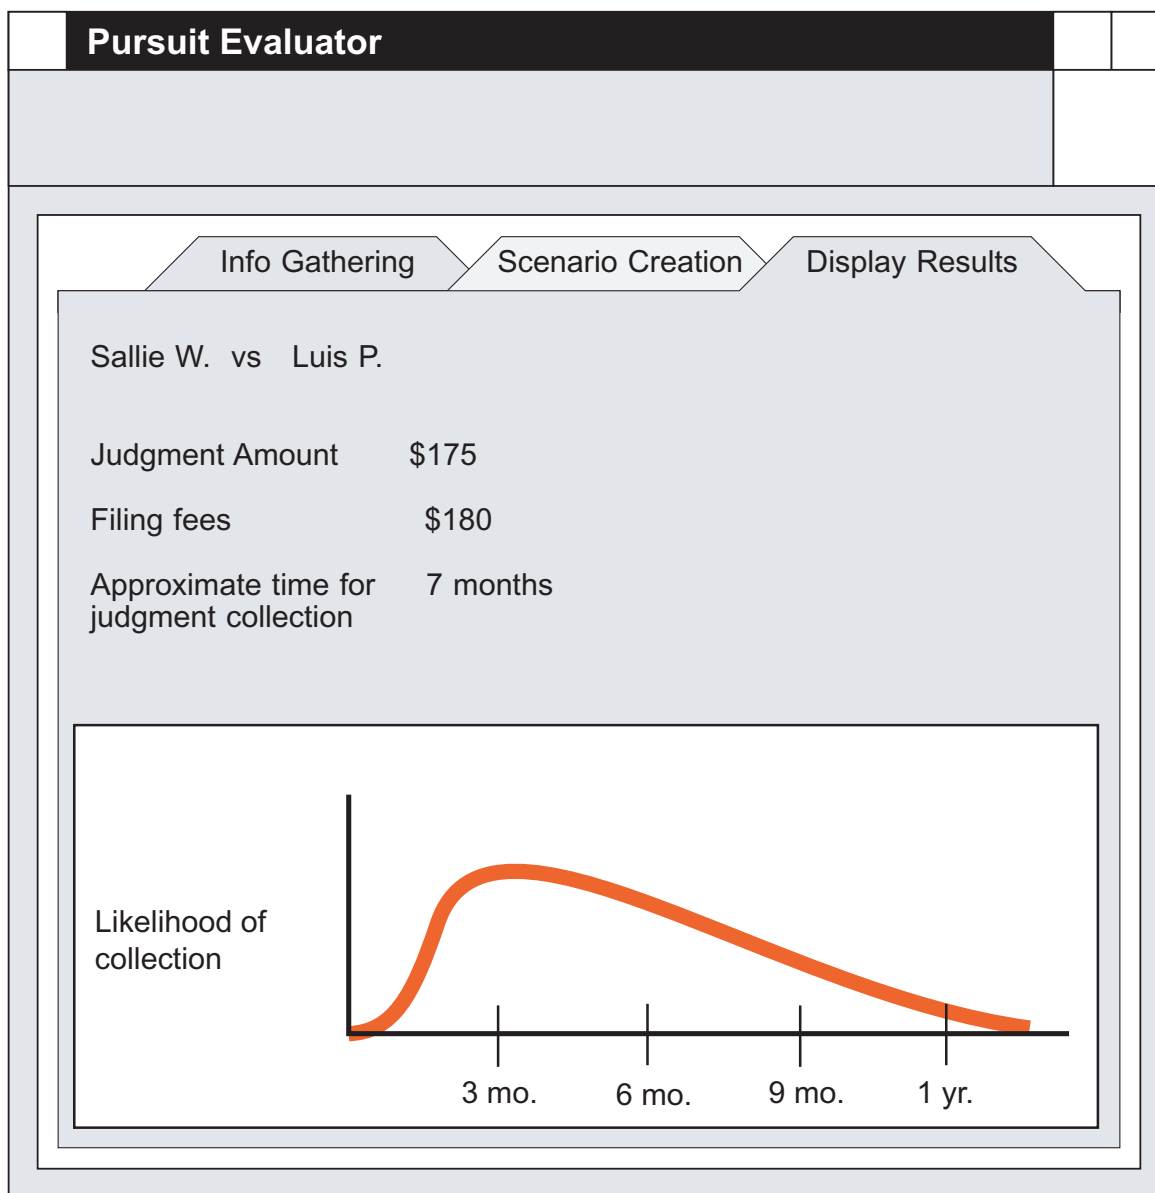 Pursuit Evaluator
Info Gathering
Scenario Creation
Display Results
Sallie W. vs Luis P.
Judgment Amount $175
Filing fees $180
Approximate time for 7 months
judgment collection
Likelihood of
collection
3 mo. 6 mo. 9 mo. 1 yr.